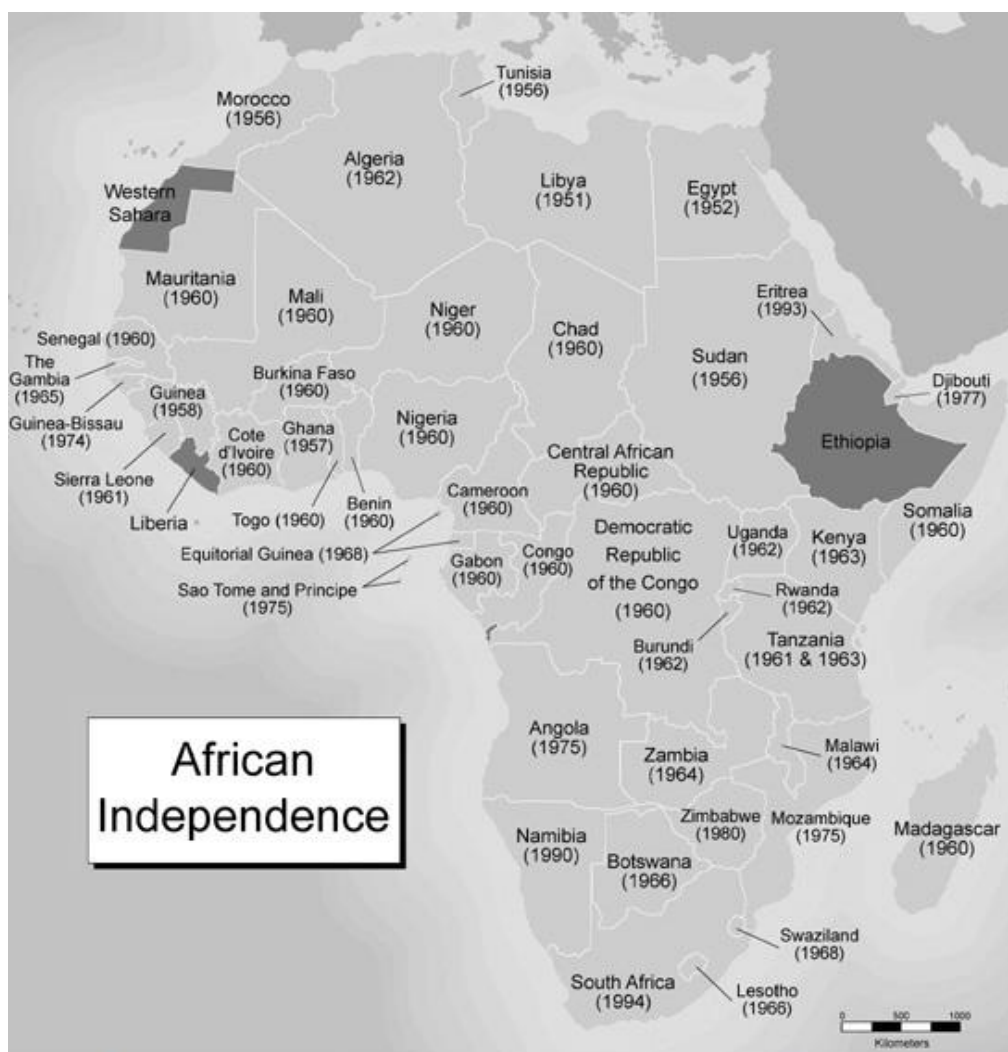 Tunisia
(1956)
Morocco
(1956)
Algeria
(1962)
Libya
(1951)
Egypt
(1952)
Western
Sahara
Mauritania
(1960)
Mali
(1960)
Niger
(1960)
Chad
(1960)
Sudan
(1956)
Eritrea
(1993)
Senegal (1960)
The
Gambia
(1965)
Guinea-Bissau
(1974)
Guinea
(1958)
Burkina Faso
(1960)
Nigeria
(1960)
Djibouti
(1977)
Ethiopia
Sierra Leone
(1961)
Liberia
Cote
d'Ivoire
(1960)
Ghana
(1957)
Togo (1960)
Benin
(1960)
Cameroon
(1960)
Central African
Republic
(1960)
Somalia
(1960)
Equitorial Guinea (1968)
Sao Tome and Principe
(1975)
Gabon
(1960)
Congo
(1960)
Democratic
Republic
of the Congo
(1960)
Uganda
(1962)
Kenya
(1963)
Rwanda
(1962)
Burundi
(1962)
Tanzania
(1961 & 1963)
Angola
(1975)
Zambia
(1964)
Malawi
(1964)
African
Independence
Namibia
(1990)
Botswana
(1966)
Zimbabwe
(1980)
Mozambique
(1975)
Madagascar
(1960)
Swaziland
(1968)
South Africa
(1994)
Lesotho
(1966)
0 500 1000
Kilometers